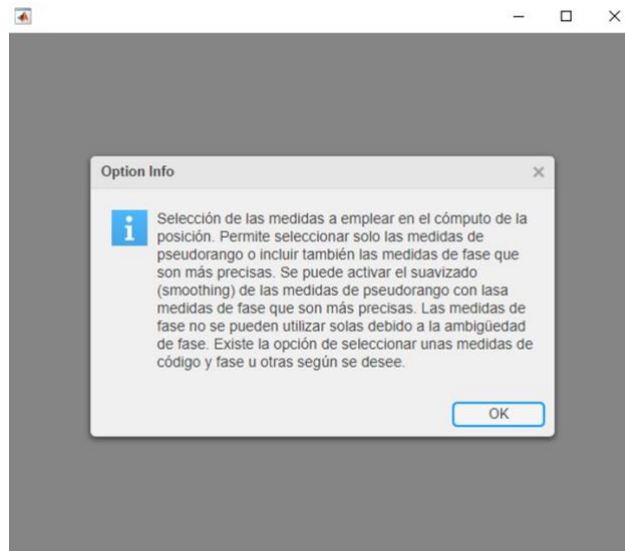 Option Info
Selección de las medidas a emplear en el cómputo de la
posición. Permite seleccionar solo las medidas de
pseudorango o incluir también las medidas de fase que
son más precisas. Se puede activar el suavizado
(smoothing) de las medidas de pseudorango con lasa
medidas de fase que son más precisas. Las medidas de
fase no se pueden utilizar solas debido a la ambigüedad
de fase. Existe la opción de seleccionar unas medidas de
código y fase u otras según se desee.
OK